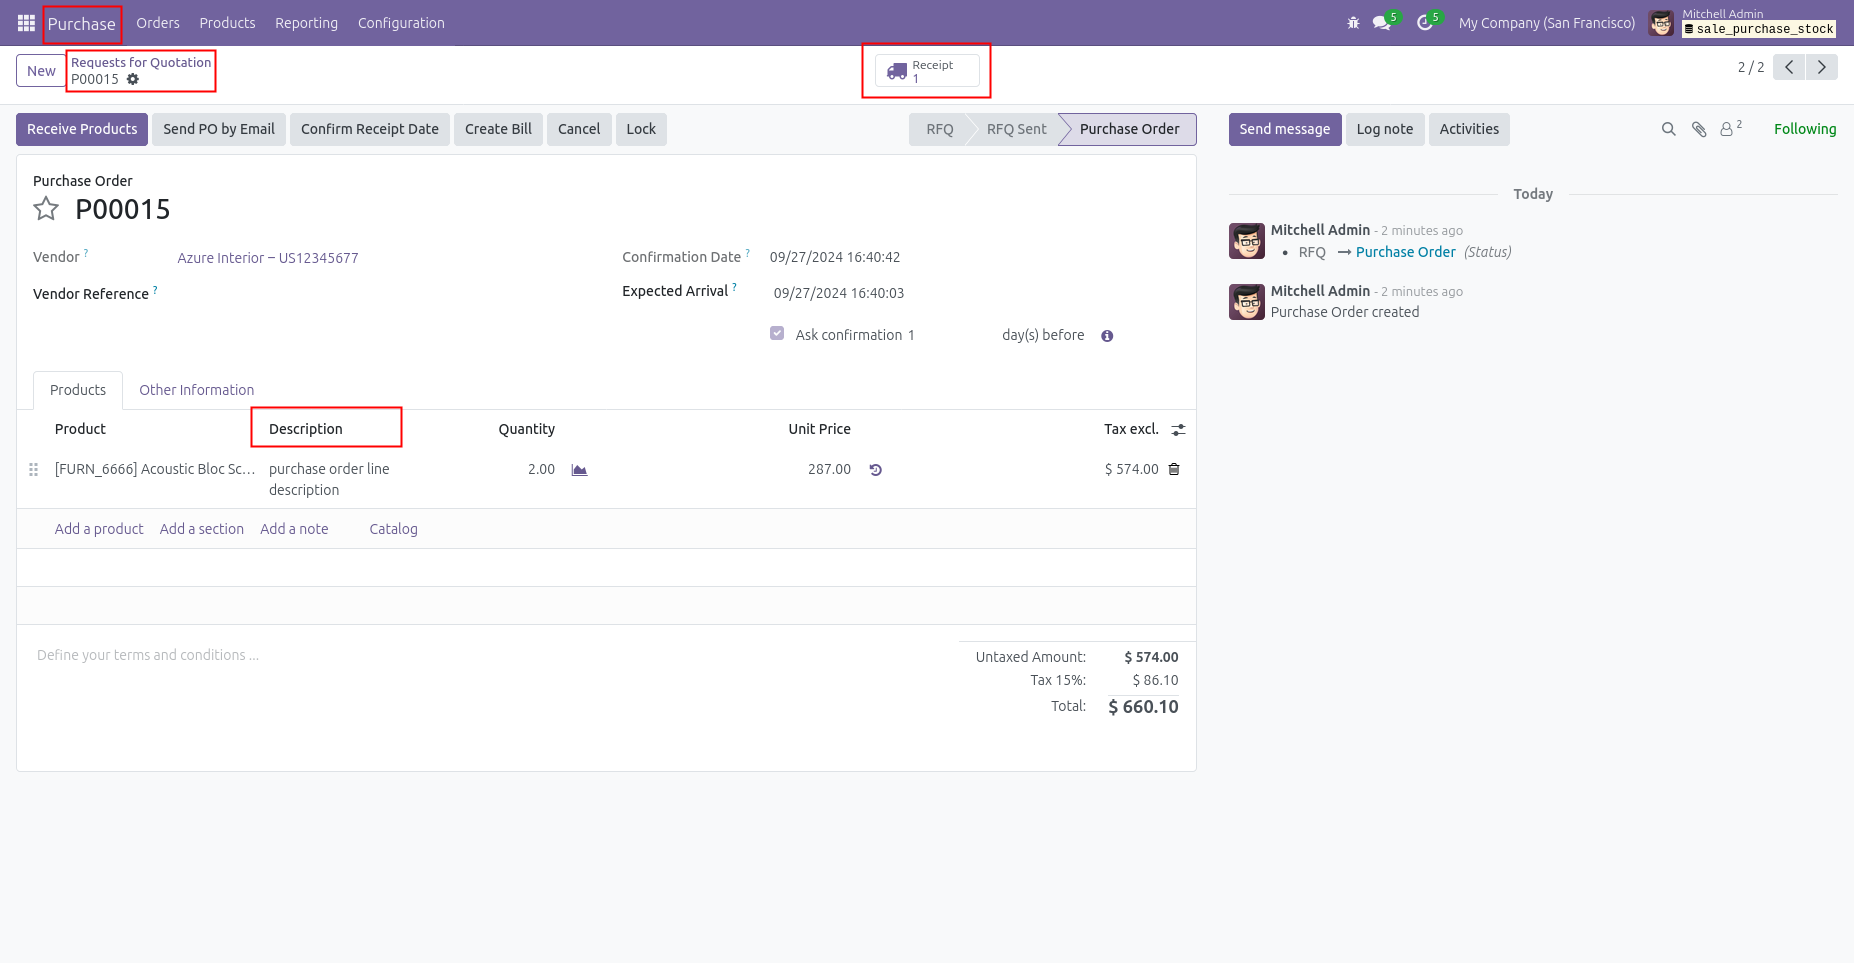 Purchase Orders Products Reporting Configuration 5 5 My Company (San Francisco) Mitchell Admin
sale_purchase_stock
New Requests for Quotation
P00015
Receipt
1
2 / 2
Receive Products Send PO by Email Confirm Receipt Date Create Bill Cancel Lock RFQ RFQ Sent Purchase Order Send message Log note Activities 2 Following
Purchase Order
P00015
Vendor ? Azure Interior – US12345677
Vendor Reference ?
Confirmation Date ? 09/27/2024 16:40:42
Expected Arrival ? 09/27/2024 16:40:03
Ask confirmation 1 day(s) before
Products Other Information
Product Description Quantity Unit Price Tax excl.
[FURN_6666] Acoustic Bloc Sc... purchase order line 2.00 287.00 $ 574.00
description
Add a product Add a section Add a note Catalog
Define your terms and conditions ...
Untaxed Amount: $ 574.00
Tax 15%: $ 86.10
Total: $ 660.10
Today
Mitchell Admin - 2 minutes ago
• RFQ → Purchase Order (Status)
Mitchell Admin - 2 minutes ago
Purchase Order created